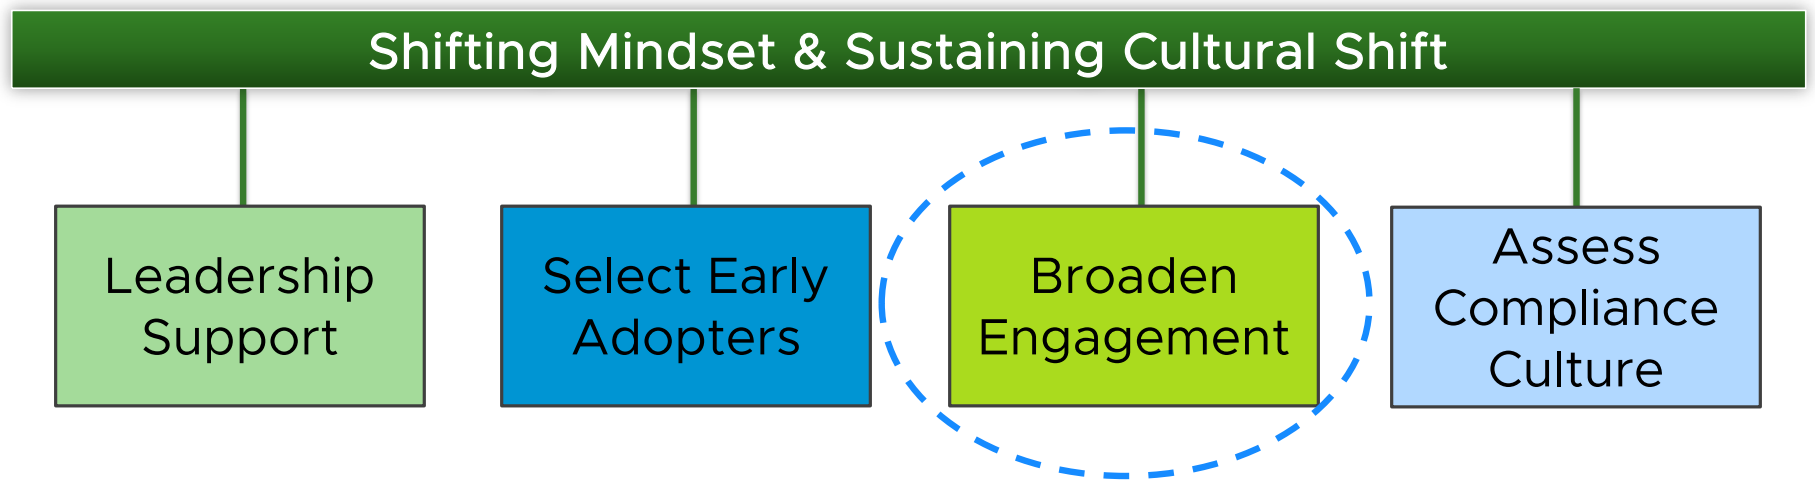 Shifting Mindset & Sustaining Cultural Shift
Leadership
Support
Select Early
Adopters
Broaden
Engagement
Assess
Compliance
Culture